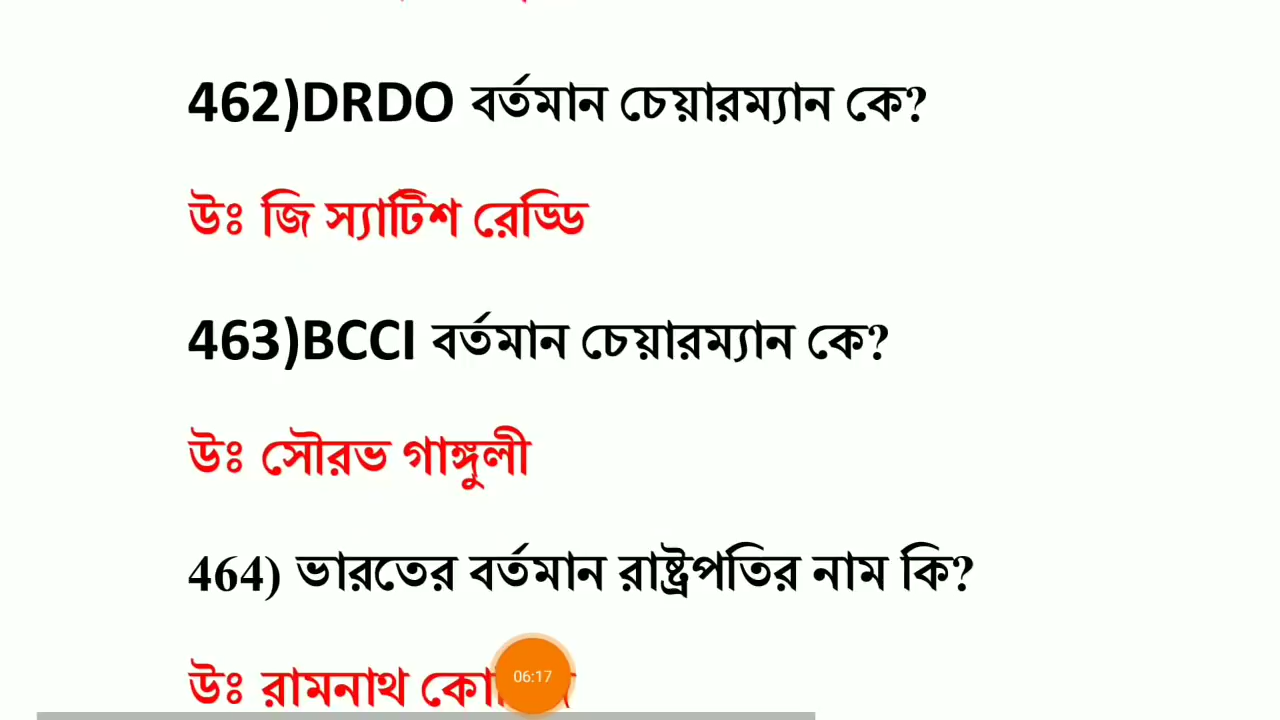 462)DRDO বর্তমান চেয়ারম্যান কে?
উঃ জি স্যাটিশ রেড্ডি
463)BCCI বর্তমান চেয়ারম্যান কে?
উঃ সৌরভ গাঙ্গুলী
464) ভারতের বর্তমান রাষ্ট্রপতির নাম কি?
উঃ রামনাথ
06:17